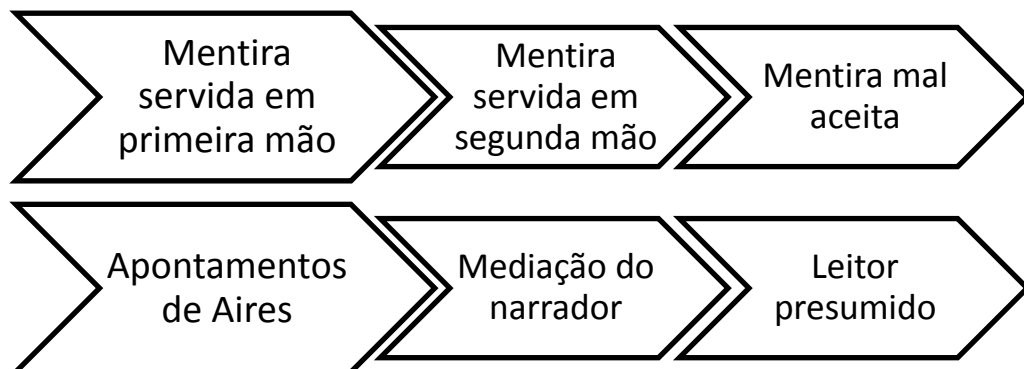 Mentira
servida em
primeira mão
Mentira
servida em
segunda mão
Mentira mal
aceita
Apontamentos
de Aires
Mediação do
narrador
Leitor
presumido